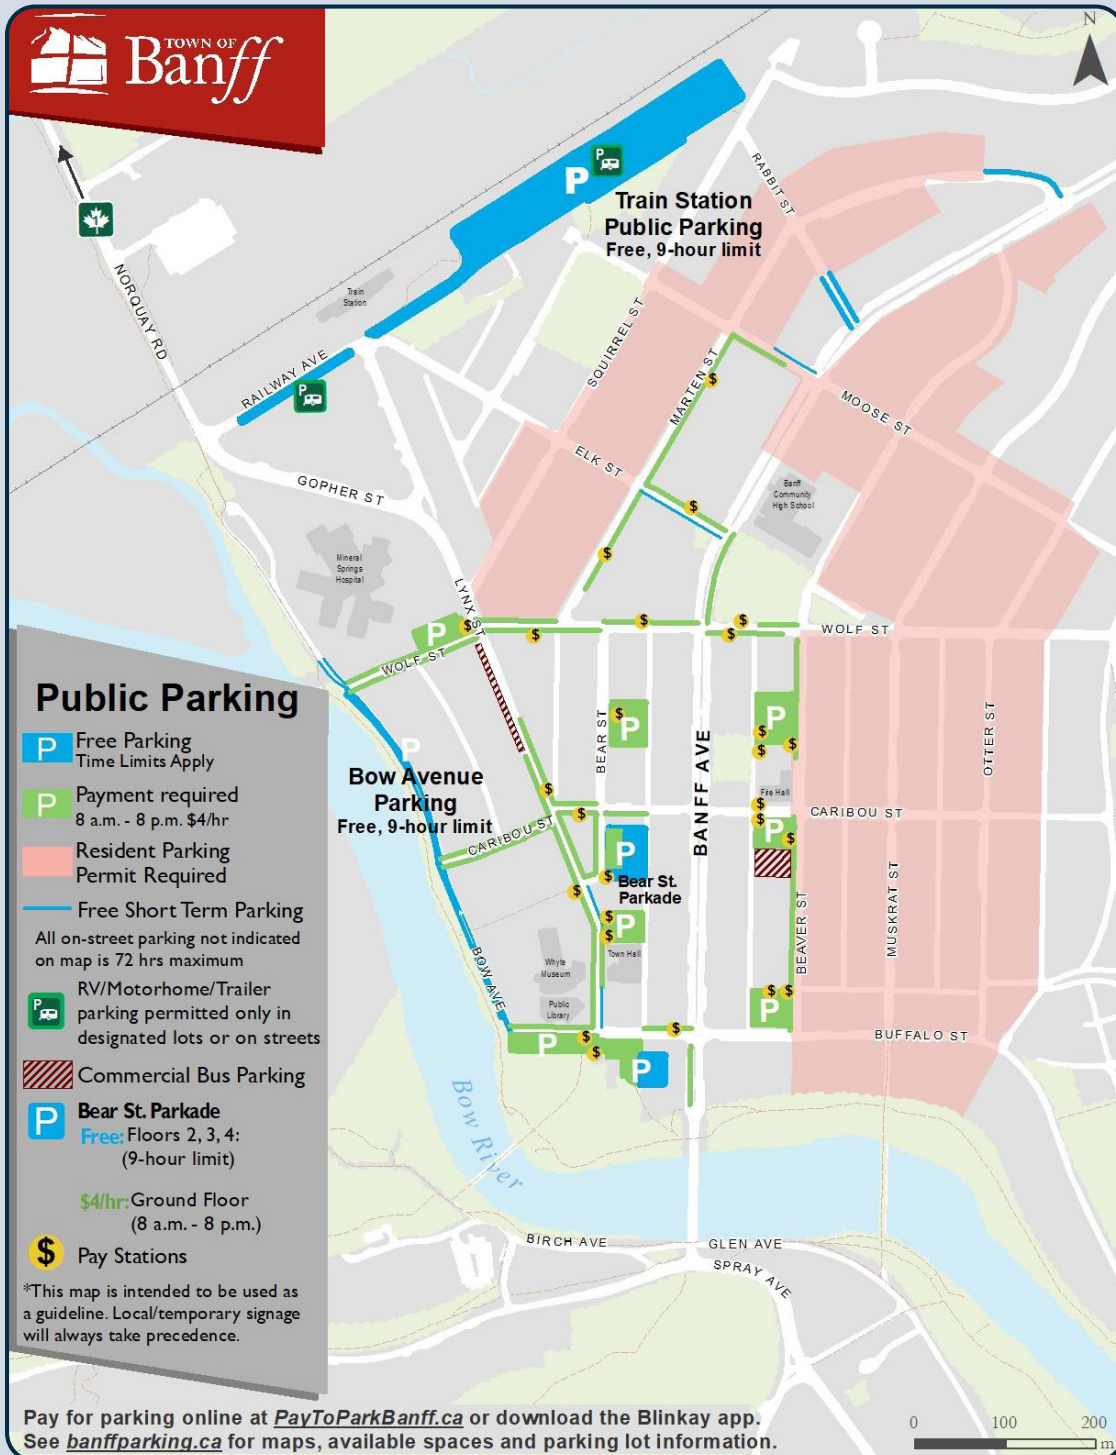 TOWN OF
Banff
N
P
P
Train Station
Public Parking
Free, 9-hour limit
RABBIT ST
1
NORQUAY RD
Train
Station
RAILWAY AVE
P
SQUIRREL ST
MARTEN ST
$
MOOSE ST
ELK ST
GOPHER ST
Banff
Community
High School
$
$
Mineral
Springs
Hospital
LYNX ST
P
$
$
$
$
$
WOLF ST
WOLF ST
BEAR ST
$
P
BANFF AVE
P
$
$
$
OTTER ST
P
Bow Avenue
Parking
Free, 9-hour limit
$
$
Fire Hall
$
$
CARIBOU ST
CARIBOU ST
P
$
P
$
Bear St.
Parkade
$
$
P
$
Town Hall
BEAVER ST
MUSKRAT ST
Whyte
Museum
Public
Library
BOW AVE
$
$
P
BUFFALO ST
P
$
$
$
P
Bow River
BIRCH AVE
GLEN AVE
SPRAY AVE
Public Parking
P Free Parking
Time Limits Apply
P Payment required
8 a.m. - 8 p.m. $4/hr
Resident Parking
Permit Required
Free Short Term Parking
All on-street parking not indicated
on map is 72 hrs maximum
P RV/Motorhome/Trailer
parking permitted only in
designated lots or on streets
Commercial Bus Parking
P Bear St. Parkade
Free: Floors 2, 3, 4:
(9-hour limit)
$4/hr: Ground Floor
(8 a.m. - 8 p.m.)
$ Pay Stations
*This map is intended to be used as
a guideline. Local/temporary signage
will always take precedence.
Pay for parking online at PayToParkBanff.ca or download the Blinkay app.
See banffparking.ca for maps, available spaces and parking lot information.
0 100 200